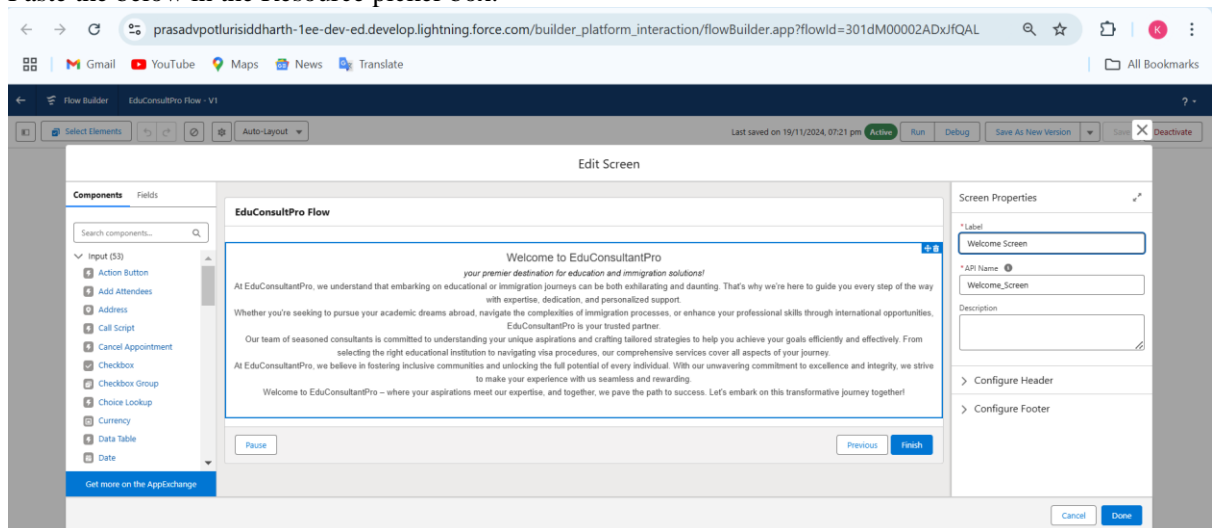 Paste the below in the Resource picker box.
prasadvpotlurisiddharth-1ee-dev-ed.develop.lightning.force.com/builder_platform_interaction/flowBuilder.app?flowId=301dM00002ADxJfQAL
K
Gmail YouTube Maps News Translate All Bookmarks
Flow Builder EduConsultPro Flow - V1 ?
Select Elements Auto-Layout Last saved on 19/11/2024, 07:21 pm Active Run Debug Save As New Version Save Deactivate
Edit Screen
Components Fields
Search components...
Input (53)
Action Button
Add Attendees
Address
Call Script
Cancel Appointment
Checkbox
Checkbox Group
Choice Lookup
Currency
Data Table
Date
Get more on the AppExchange
EduConsultPro Flow
Welcome to EduConsultantPro
your premier destination for education and immigration solutions!
At EduConsultantPro, we understand that embarking on educational or immigration journeys can be both exhilarating and daunting. That's why we're here to guide you every step of the way
with expertise, dedication, and personalized support.
Whether you're seeking to pursue your academic dreams abroad, navigate the complexities of immigration processes, or enhance your professional skills through international opportunities,
EduConsultantPro is your trusted partner.
Our team of seasoned consultants is committed to understanding your unique aspirations and crafting tailored strategies to help you achieve your goals efficiently and effectively. From
selecting the right educational institution to navigating visa procedures, our comprehensive services cover all aspects of your journey.
At EduConsultantPro, we believe in fostering inclusive communities and unlocking the full potential of every individual. With our unwavering commitment to excellence and integrity, we strive
to make your experience with us seamless and rewarding.
Welcome to EduConsultantPro – where your aspirations meet our expertise, and together, we pave the path to success. Let's embark on this transformative journey together!
Pause Previous Finish
Screen Properties
*Label
Welcome Screen
*API Name
Welcome_Screen
Description
Configure Header
Configure Footer
Cancel Done